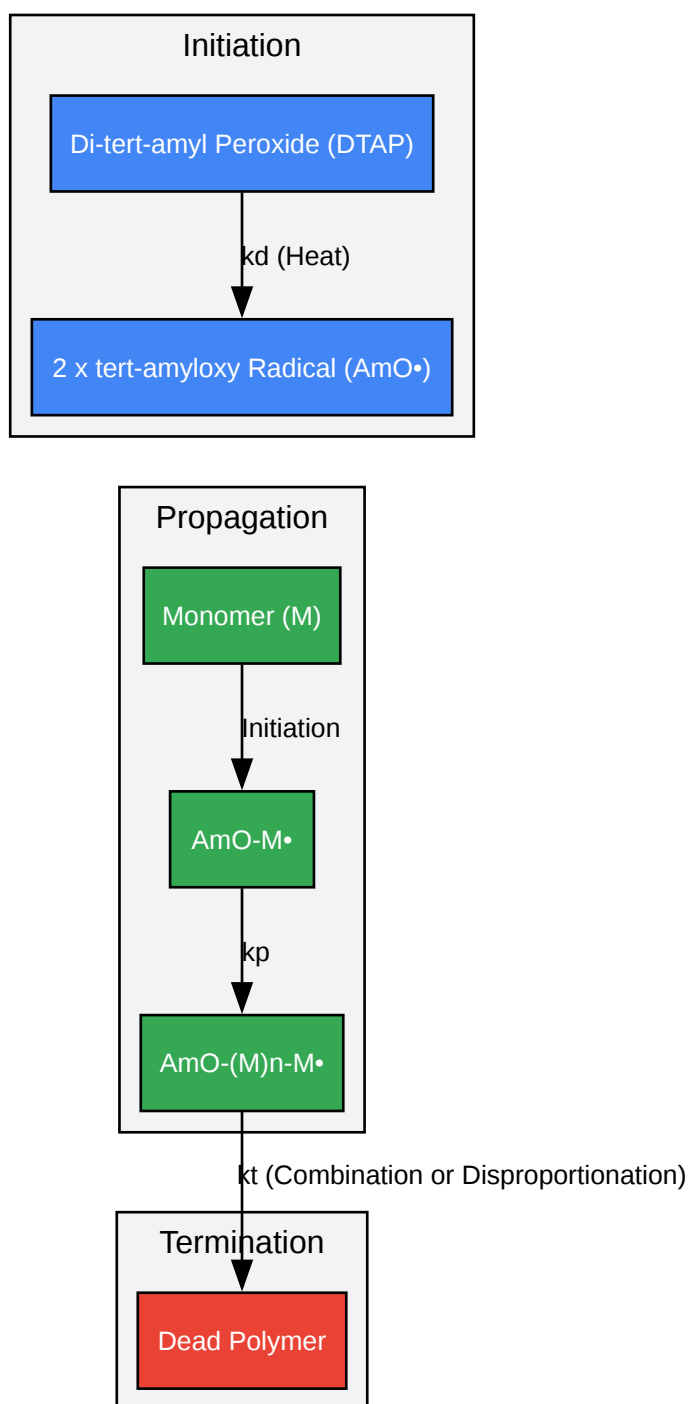 Initiation
Di-tert-amyl Peroxide (DTAP)
kd (Heat)
2 x tert-amyloxy Radical (AmO•)
Propagation
Monomer (M)
Initiation
AmO-M•
kp
AmO-(M)n-M•
kt (Combination or Disproportionation)
Termination
Dead Polymer